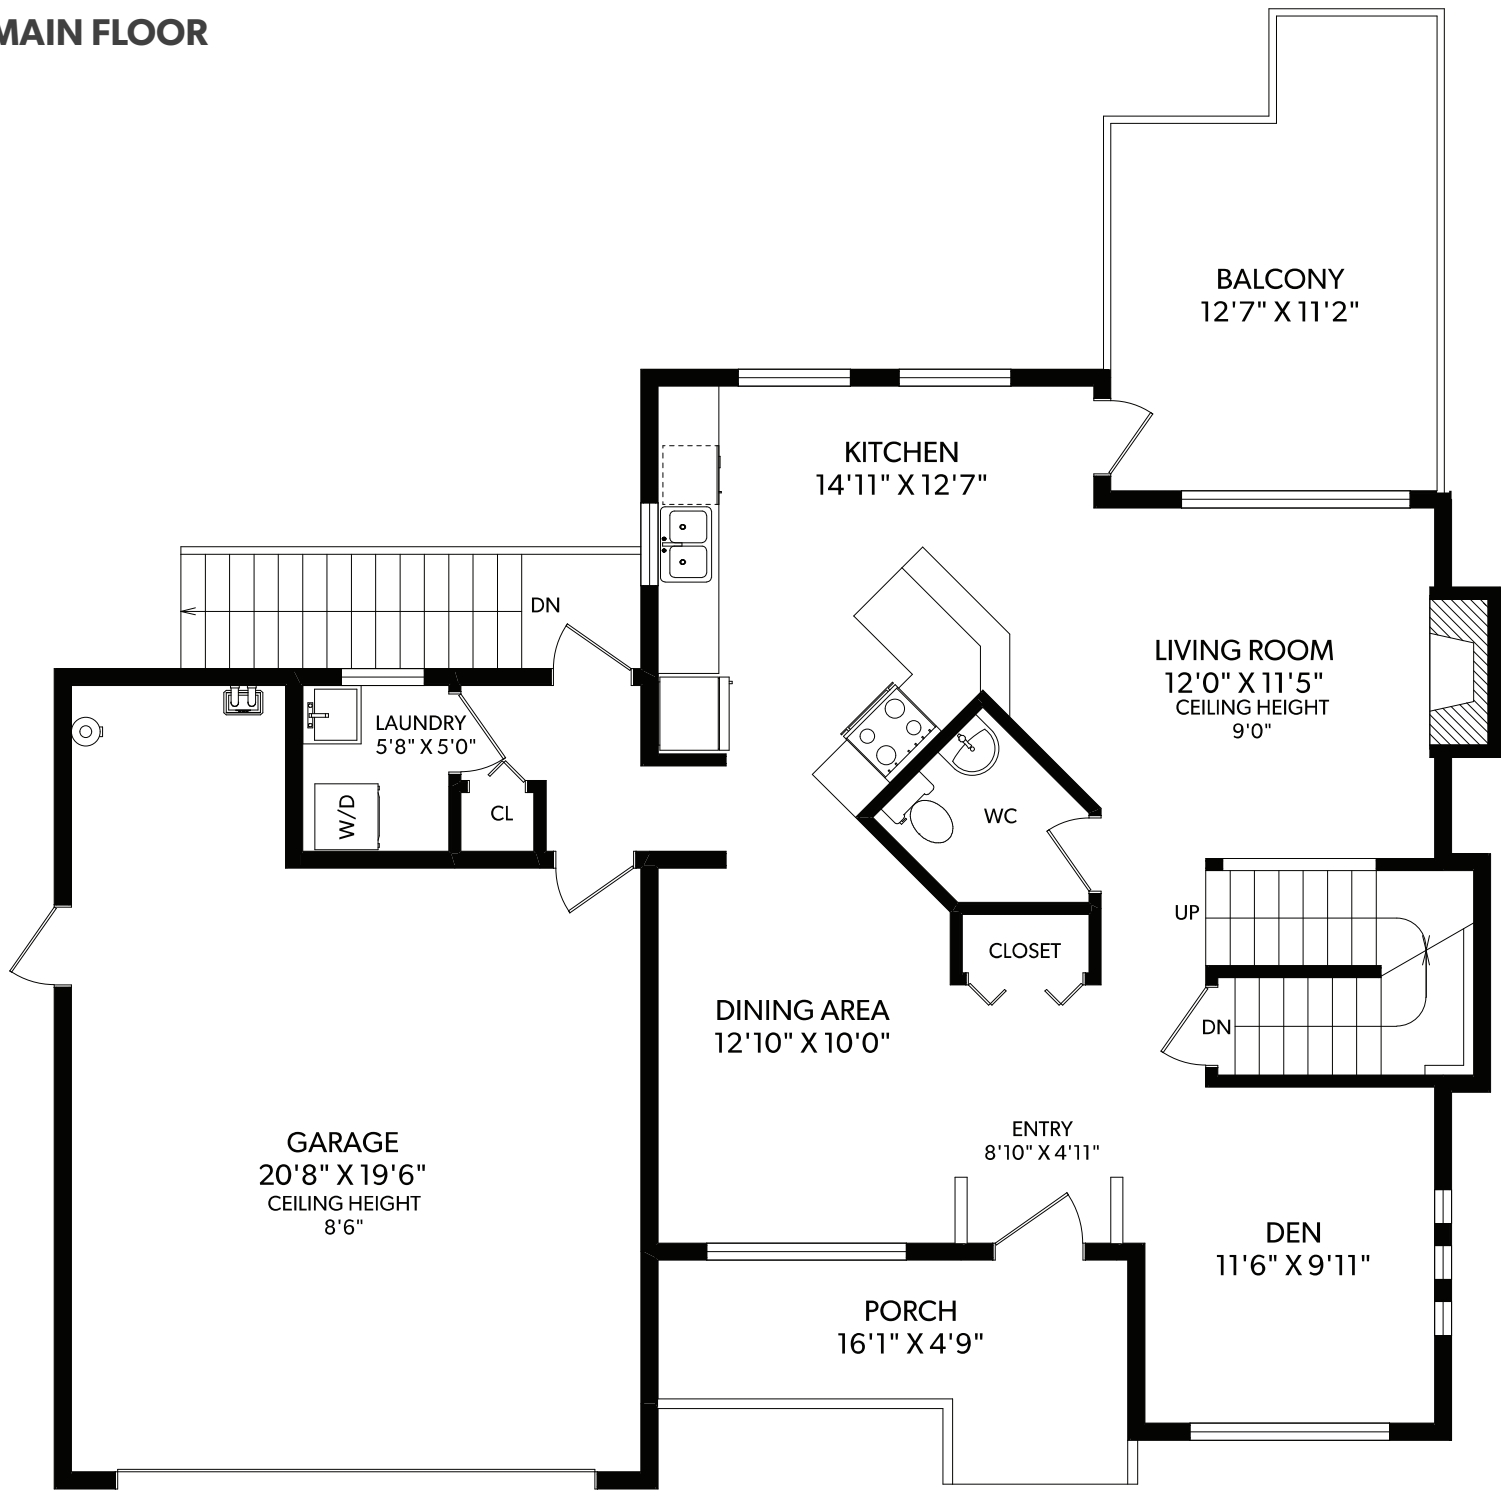 MAIN FLOOR
BALCONY
12'7" X 11'2"
KITCHEN
14'11" X 12'7"
DN
LIVING ROOM
12'0" X 11'5"
CEILING HEIGHT
9'0"
LAUNDRY
5'8" X 5'0"
W/D
CL
WC
UP
CLOSET
DINING AREA
12'10" X 10'0"
DN
ENTRY
8'10" X 4'11"
GARAGE
20'8" X 19'6"
CEILING HEIGHT
8'6"
DEN
11'6" X 9'11"
PORCH
16'1" X 4'9"